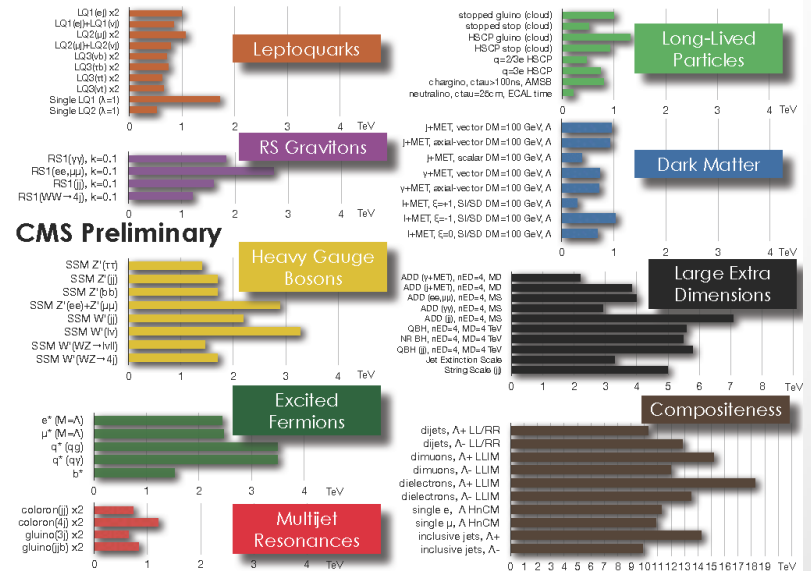 LQ1(ej) x2
LQ1(ej)+LQ1(νj)
LQ2(μj) x2
LQ2(μj)+LQ2(νj)
LQ3(νb) x2
LQ3(τb) x2
LQ3(τt) x2
LQ3(νt) x2
Single LQ1 (λ=1)
Single LQ2 (λ=1)
0 1 2 3 4 TeV
Leptoquarks
RS1(γγ), k=0.1
RS1(ee,μμ), k=0.1
RS1(jj), k=0.1
RS1(WW→4j), k=0.1
0 1 2 3 4 TeV
RS Gravitons
CMS Preliminary
SSM Z'(ττ)
SSM Z'(jj)
SSM Z'(bb)
SSM Z'(ee)+Z'(μμ)
SSM W'(jj)
SSM W'(lν)
SSM W'(WZ→lνll)
SSM W'(WZ→4j)
0 1 2 3 4 TeV
Heavy Gauge
Bosons
e* (M=Λ)
μ* (M=Λ)
q* (qg)
q* (qγ)
b*
0 1 2 3 4 TeV
Excited
Fermions
coloron(jj) x2
coloron(4j) x2
gluino(3j) x2
gluino(jjb) x2
0 1 2 3 4 TeV
Multijet
Resonances
stopped gluino (cloud)
stopped stop (cloud)
HSCP gluino (cloud)
HSCP stop (cloud)
q=2/3e HSCP
q=3e HSCP
chargino, ctau>100ns, AMSB
neutralino, ctau=25cm, ECAL time
0 1 2 3 4 TeV
Long-Lived
Particles
j+MET, vector DM=100 GeV, Λ
j+MET, axial-vector DM=100 GeV, Λ
j+MET, scalar DM=100 GeV, Λ
γ+MET, vector DM=100 GeV, Λ
γ+MET, axial-vector DM=100 GeV, Λ
l+MET, ξ=+1, SI/SD DM=100 GeV, Λ
l+MET, ξ=-1, SI/SD DM=100 GeV, Λ
l+MET, ξ=0, SI/SD DM=100 GeV, Λ
0 1 2 3 4 TeV
Dark Matter
ADD (γ+MET), nED=4, MD
ADD (j+MET), nED=4, MD
ADD (ee,μμ), nED=4, MS
ADD (γγ), nED=4, MS
ADD (jj), nED=4, MS
QBH, nED=4, MD=4 TeV
NR BH, nED=4, MD=4 TeV
QBH (jj), nED=4, MD=4 TeV
Jet Extinction Scale
String Scale (jj)
0 1 2 3 4 5 6 7 8 9 TeV
Large Extra
Dimensions
dijets, Λ+ LL/RR
dijets, Λ- LL/RR
dimuons, Λ+ LLIM
dimuons, Λ- LLIM
dielectrons, Λ+ LLIM
dielectrons, Λ- LLIM
single e, Λ HnCM
single μ, Λ HnCM
inclusive jets, Λ+
inclusive jets, Λ-
0 1 2 3 4 5 6 7 8 9 10 11 12 13 14 15 16 17 18 19 TeV
Compositeness